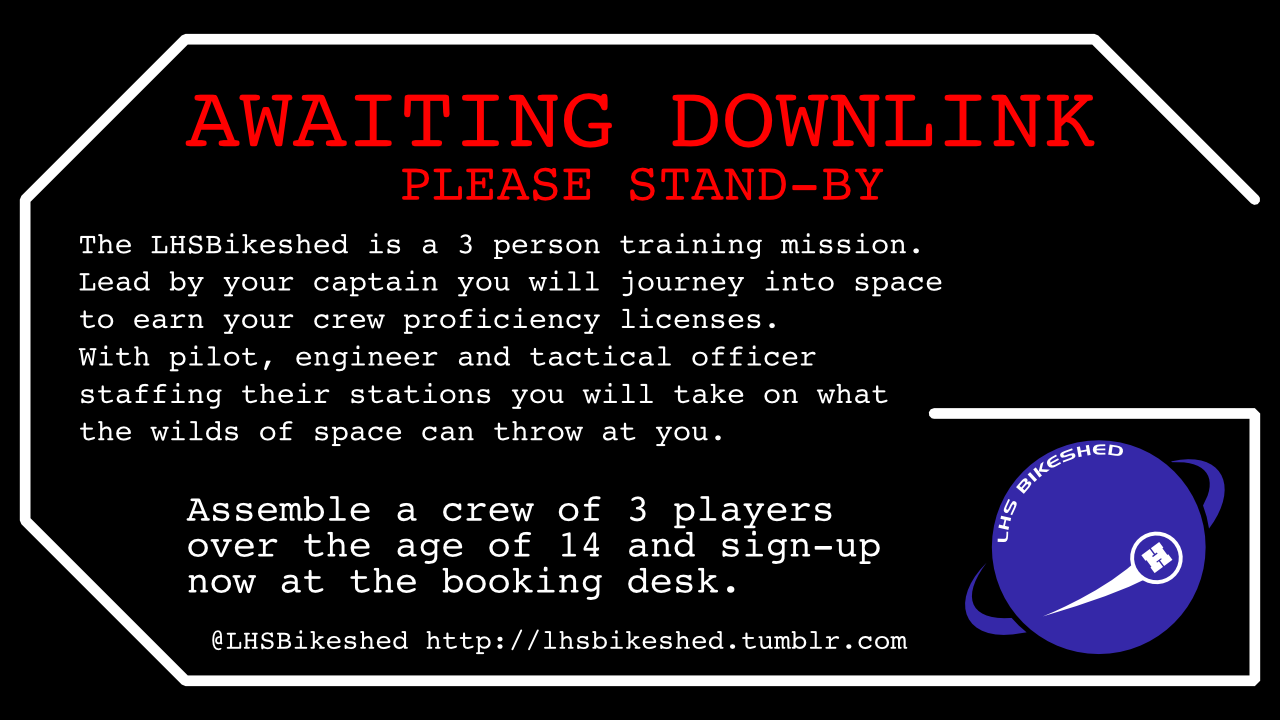 AWAITING DOWNLINK
PLEASE STAND-BY
The LHSBikeshed is a 3 person training mission.
Lead by your captain you will journey into space
to earn your crew proficiency licenses.
With pilot, engineer and tactical officer
staffing their stations you will take on what
the wilds of space can throw at you.
Assemble a crew of 3 players
over the age of 14 and sign-up
now at the booking desk.
@LHSBikeshed http://lhsbikeshed.tumblr.com
LHS BIKESHED